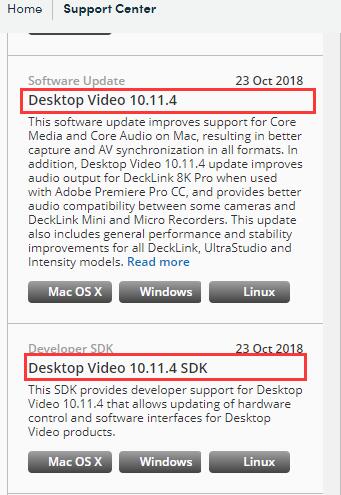 Home Support Center
Software Update 23 Oct 2018
Desktop Video 10.11.4
This software update improves support for Core
Media and Core Audio on Mac, resulting in better
capture and AV synchronization in all formats. In
addition, Desktop Video 10.11.4 update improves
audio output for DeckLink 8K Pro when used
with Adobe Premiere Pro CC, and provides better
audio compatibility between some cameras and
DeckLink Mini and Micro Recorders. This update
also includes general performance and stability
improvements for all DeckLink, UltraStudio and
Intensity models. Read more
Mac OS X Windows Linux
Developer SDK 23 Oct 2018
Desktop Video 10.11.4 SDK
This SDK provides developer support for Desktop
Video 10.11.4 that allows updating of hardware
control and software interfaces for Desktop
Video products.
Mac OS X Windows Linux